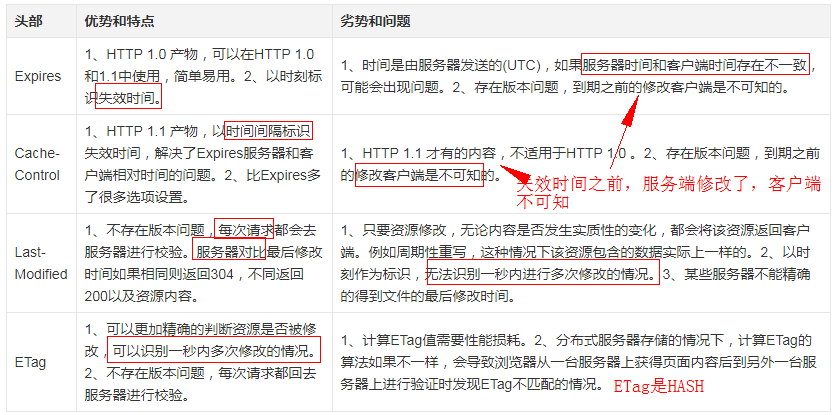 头部
优势和特点
劣势和问题
Expires
1、HTTP 1.0 产物，可以在HTTP 1.0
和1.1中使用，简单易用。2、以时刻标
识失效时间。
1、时间是由服务器发送的(UTC)，如果服务器时间和客户端时间存在不一致，
可能会出现问题。2、存在版本问题，到期之前的修改客户端是不可知的。
Cache-
Control
1、HTTP 1.1 产物，以时间间隔标识
失效时间，解决了Expires服务器和客
户端相对时间的问题。2、比Expires多
了很多选项设置。
1、HTTP 1.1 才有的内容，不适用于HTTP 1.0 。2、存在版本问题，到期之前
的修改客户端是不可知的。
失效时间之前，服务端修改了，客户端
不可知
Last-
Modified
1、不存在版本问题，每次请求都会去
服务器进行校验。服务器对比最后修改
时间如果相同则返回304，不同返回
200以及资源内容。
1、只要资源修改，无论内容是否发生实质性的变化，都会将该资源返回客户
端。例如周期性重写，这种情况下该资源包含的数据实际上一样的。2、以时
刻作为标识，无法识别一秒内进行多次修改的情况。3、某些服务器不能精确
的得到文件的最后修改时间。
ETag
1、可以更加精确的判断资源是否被修
改，可以识别一秒内多次修改的情况。
2、不存在版本问题，每次请求都回去
服务器进行校验。
1、计算ETag值需要性能损耗。2、分布式服务器存储的情况下，计算ETag的
算法如果不一样，会导致浏览器从一台服务器上获得页面内容后到另外一台服
务器上进行验证时发现ETag不匹配的情况。
ETag是HASH